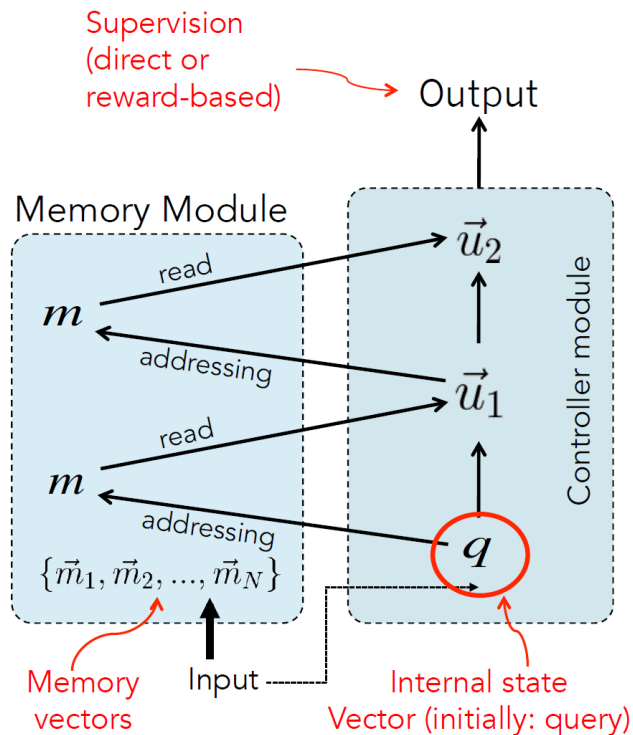 Supervision
(direct or
reward-based)
Output
Memory Module
read
m
addressing
read
m
addressing
{m⃗₁, m⃗₂, ..., m⃗_N}
u⃗₂
u⃗₁
q
Controller module
Memory
vectors
Input
Internal state
Vector (initially: query)